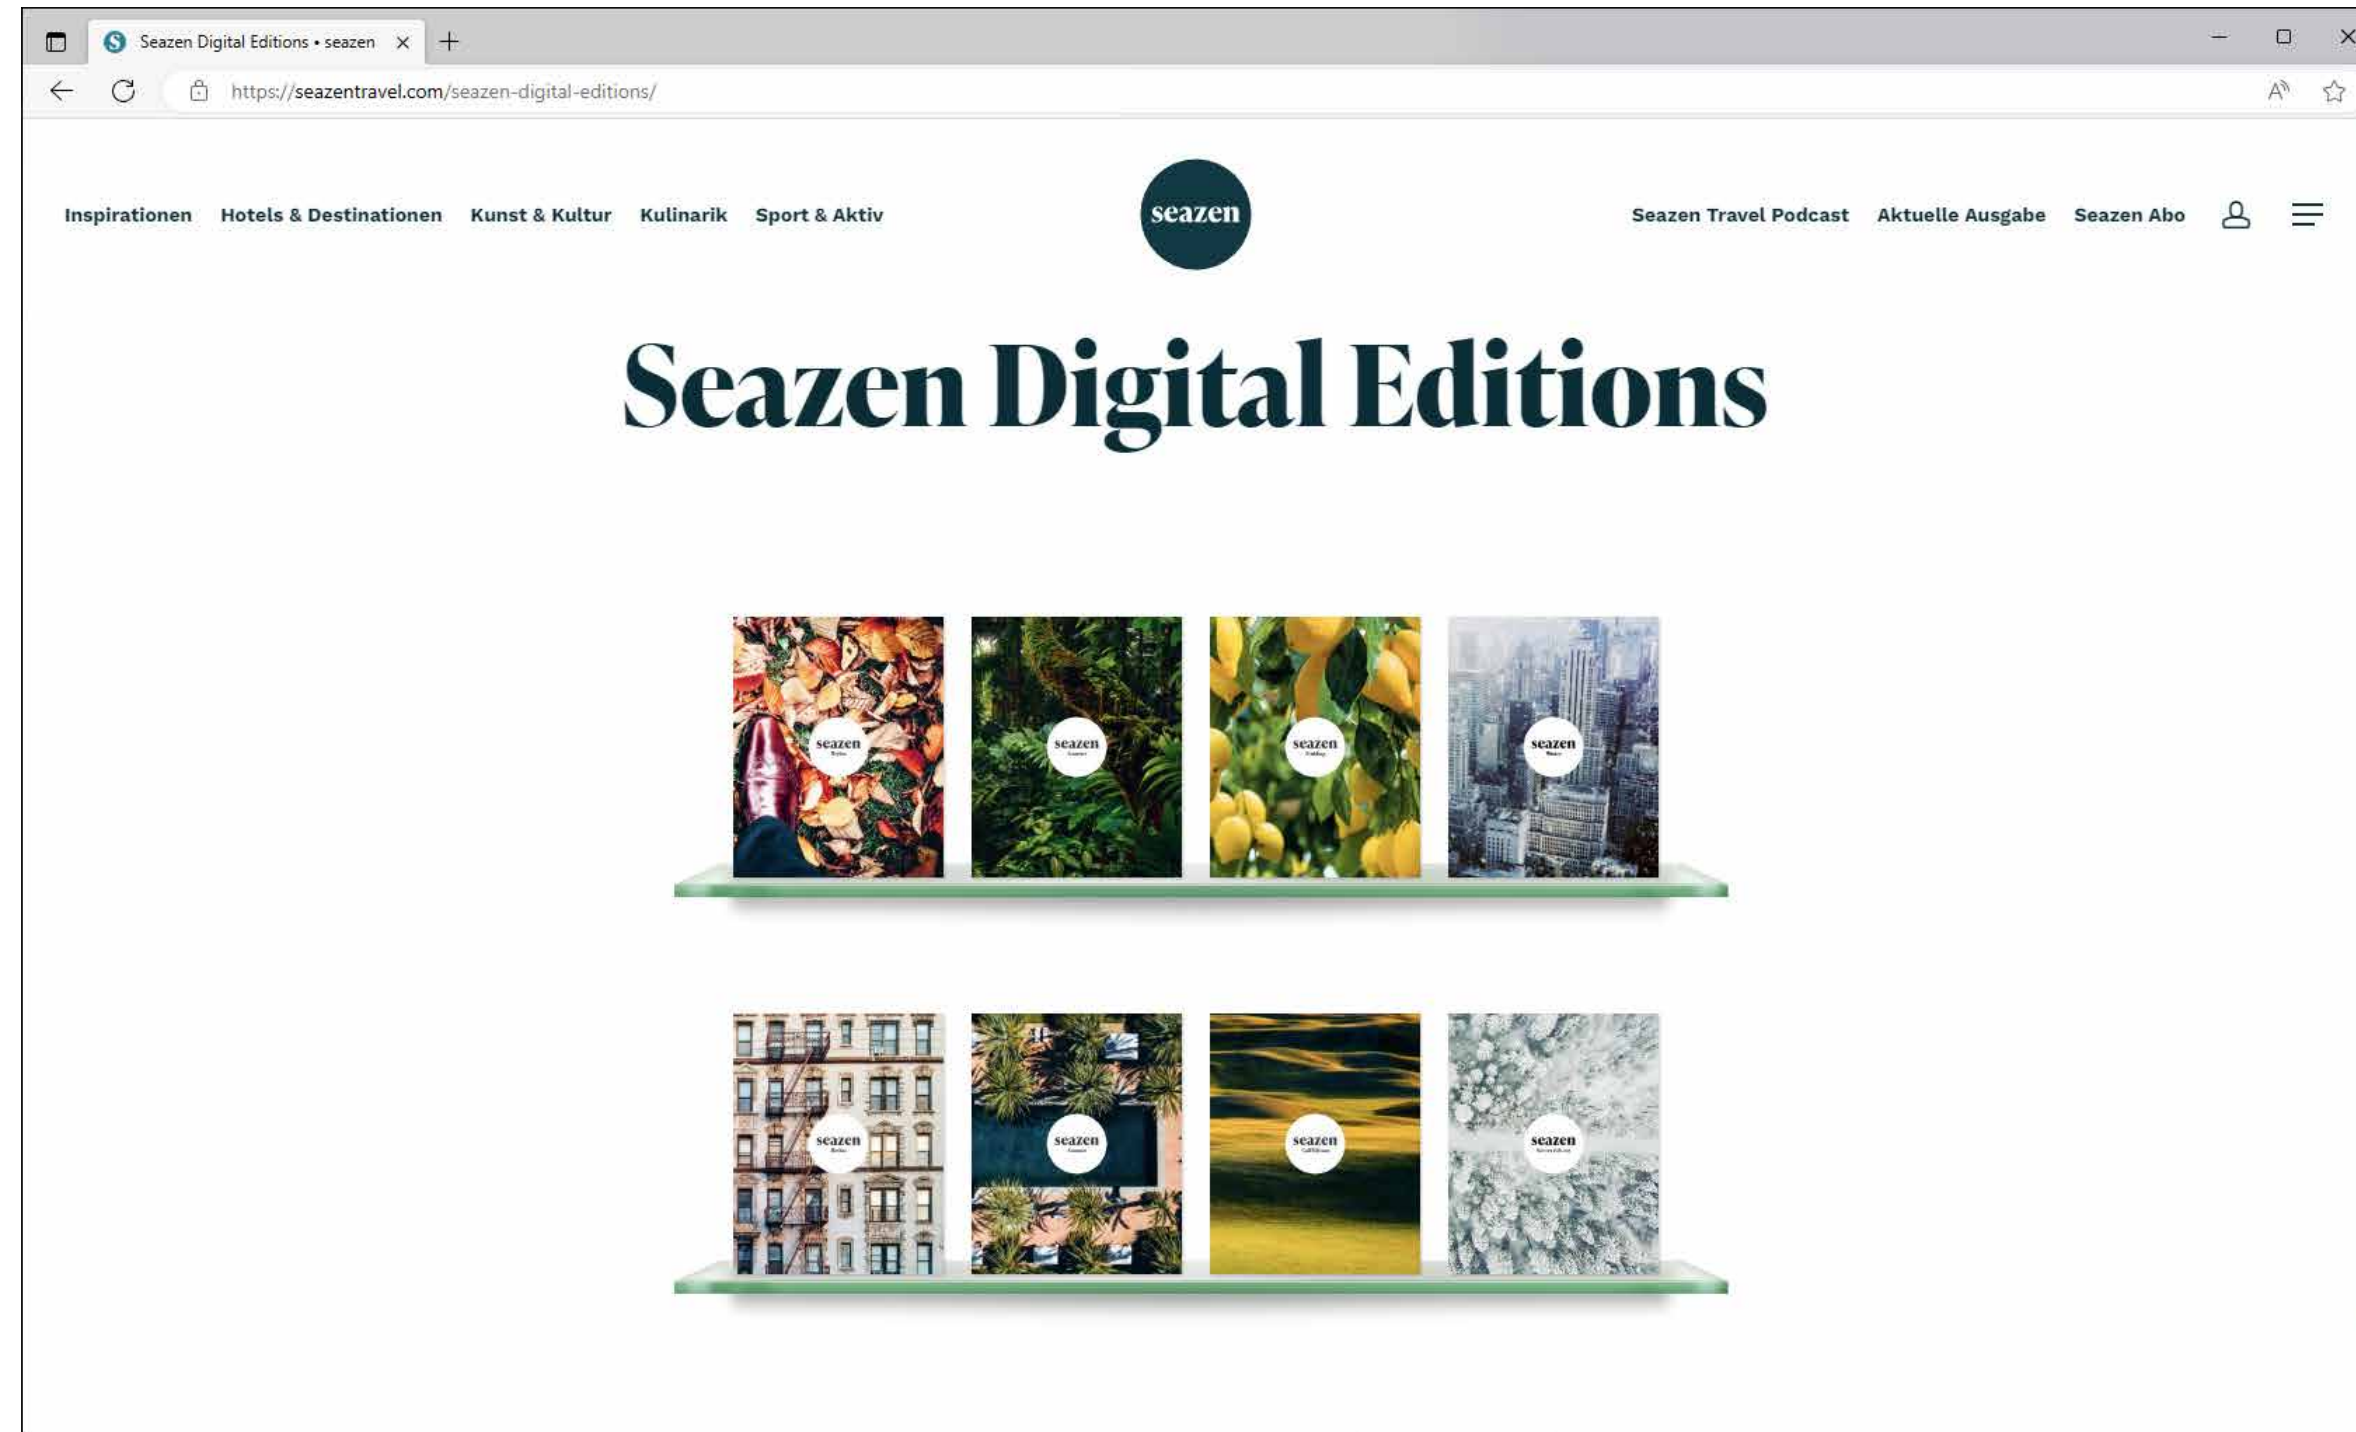 Seazen Digital Editions • seazen
https://seazentravel.com/seazen-digital-editions/
Inspirationen Hotels & Destinationen Kunst & Kultur Kulinarik Sport & Aktiv seazen Seazen Travel Podcast Aktuelle Ausgabe Seazen Abo
Seazen Digital Editions
seazen seazen seazen seazen
seazen seazen seazen seazen